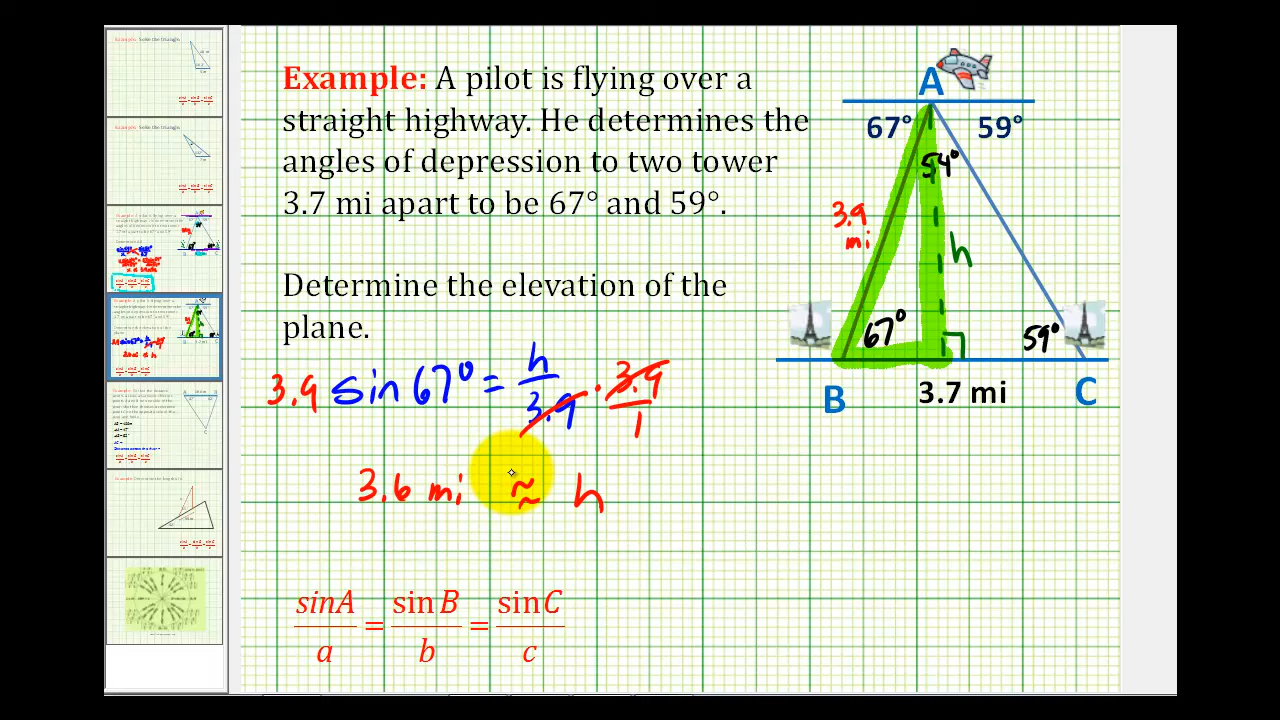 Example: A pilot is flying over a
straight highway. He determines the
angles of depression to two tower
3.7 mi apart to be 67° and 59°.
Determine the elevation of the
plane.
3.9 sin 67° = h/3.9 · 3.9/1
3.6 mi ≈ h
sinA/a = sin B/b = sin C/c
A
67° 59°
54°
3.9
mi
h
67° 59°
B 3.7 mi C